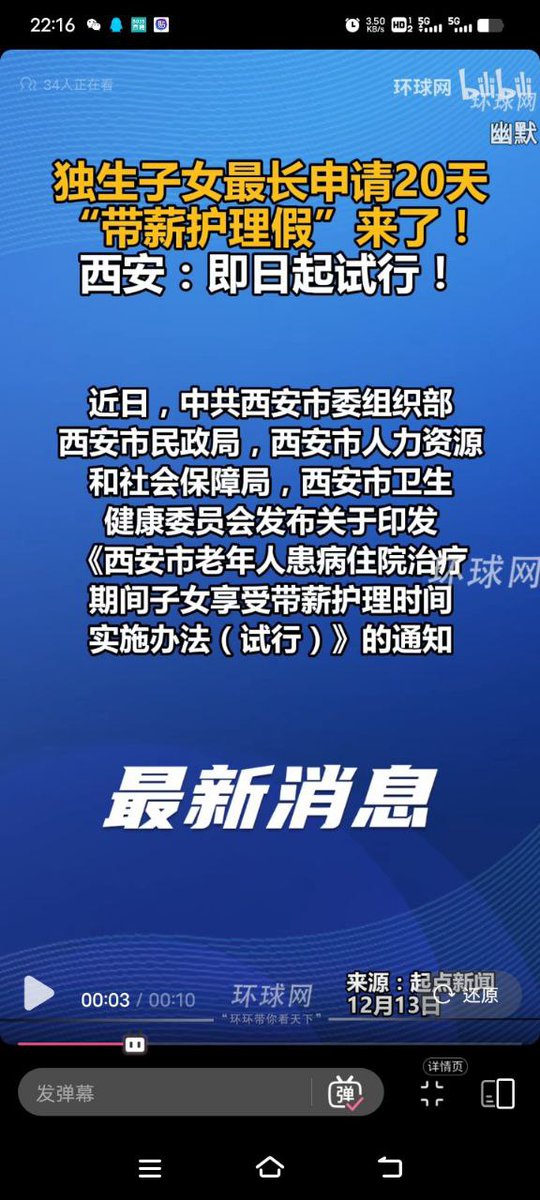 22:16
3.50
KB/s
HD 1 2
5G
5G
34人正在看
环球网
bilibili
环球网
幽默
独生子女最长申请20天
“带薪护理假”来了！
西安：即日起试行！
近日，中共西安市委组织部
西安市民政局，西安市人力资源
和社会保障局，西安市卫生
健康委员会发布关于印发
《西安市老年人患病住院治疗
环球网
期间子女享受带薪护理时间
实施办法（试行）》的通知
最新消息
来源：起点新闻
12月13日
还原
00:03 / 00:10
环球网
“环环带你看天下”
详情页
发弹幕
弹